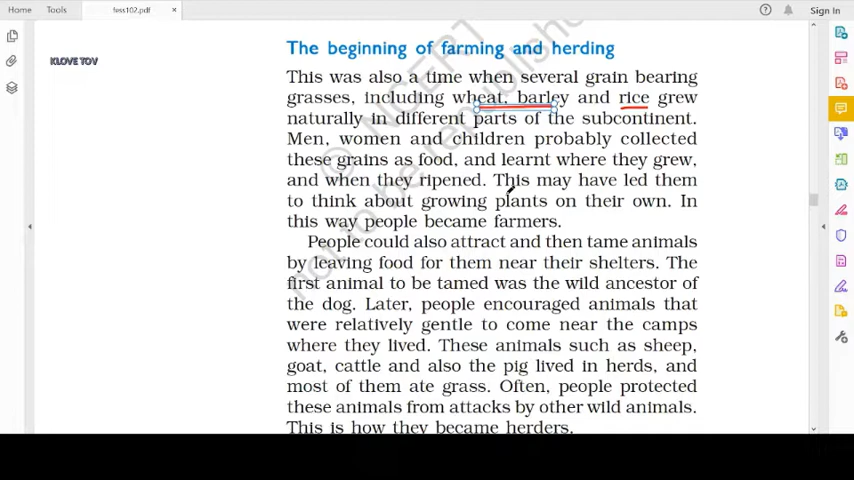 Home Tools fess102.pdf × ? Sign In
KLOVE TOV
The beginning of farming and herding
This was also a time when several grain bearing
grasses, including wheat, barley and rice grew
naturally in different parts of the subcontinent.
Men, women and children probably collected
these grains as food, and learnt where they grew,
and when they ripened. This may have led them
to think about growing plants on their own. In
this way people became farmers.
People could also attract and then tame animals
by leaving food for them near their shelters. The
first animal to be tamed was the wild ancestor of
the dog. Later, people encouraged animals that
were relatively gentle to come near the camps
where they lived. These animals such as sheep,
goat, cattle and also the pig lived in herds, and
most of them ate grass. Often, people protected
these animals from attacks by other wild animals.
This is how they became herders.
© NCERT
not to be republished